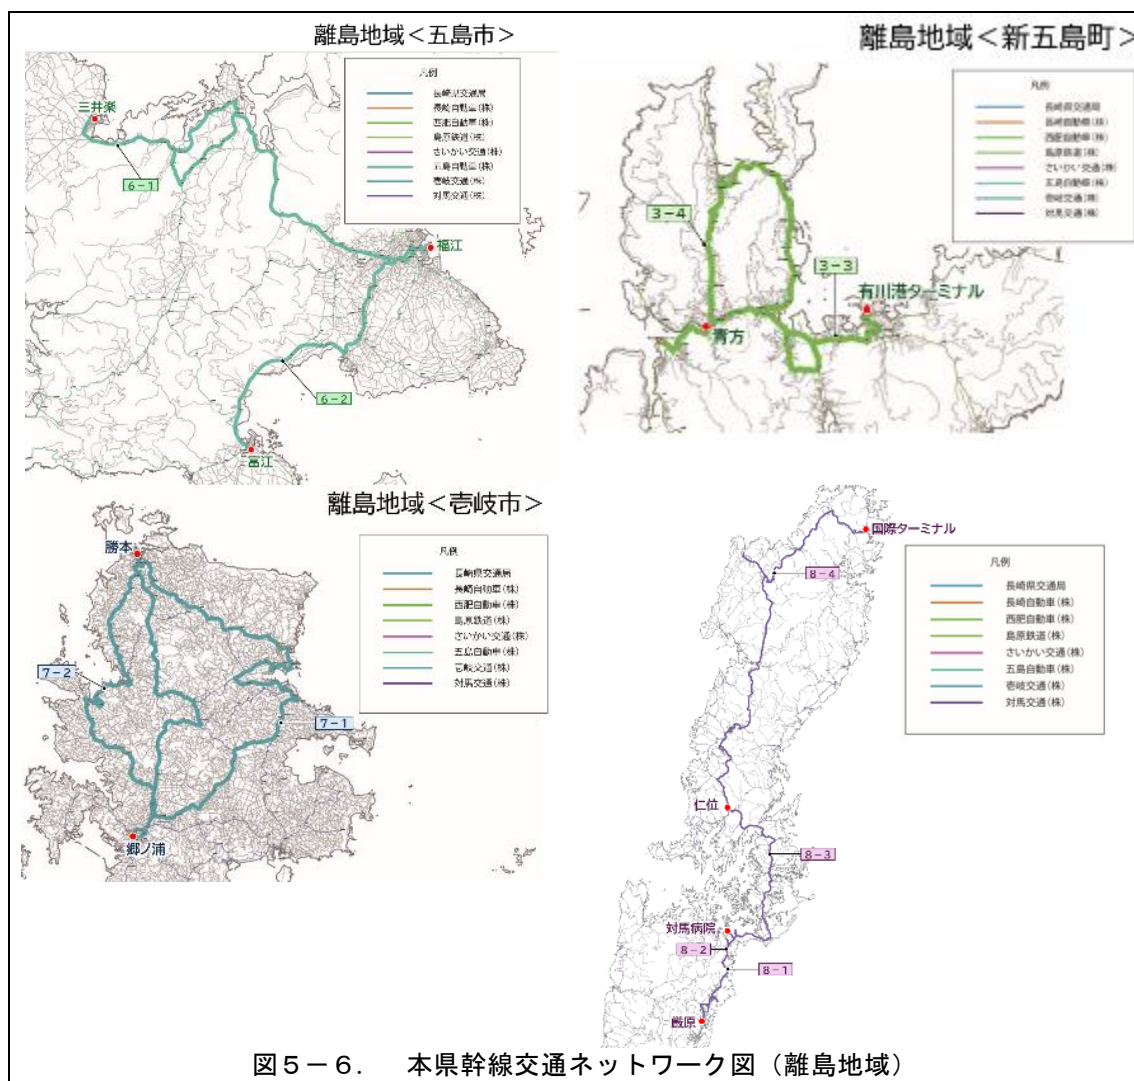 離島地域<五島市>
凡例
長崎県交通局
長崎自動車(株)
西肥自動車(株)
島原鉄道(株)
さいかい交通(株)
五島自動車(株)
壱岐交通(株)
対馬交通(株)
三井楽
6-1
福江
6-2
富江
離島地域<新五島町>
凡例
長崎県交通局
長崎自動車(株)
西肥自動車(株)
島原鉄道(株)
さいかい交通(株)
五島自動車(株)
壱岐交通(株)
対馬交通(株)
3-4
3-3
有川港ターミナル
青方
離島地域<壱岐市>
凡例
長崎県交通局
長崎自動車(株)
西肥自動車(株)
島原鉄道(株)
さいかい交通(株)
五島自動車(株)
壱岐交通(株)
対馬交通(株)
勝本
7-2
7-1
郷ノ浦
国際ターミナル
凡例
長崎県交通局
長崎自動車(株)
西肥自動車(株)
島原鉄道(株)
さいかい交通(株)
五島自動車(株)
壱岐交通(株)
対馬交通(株)
8-4
仁位
8-3
対馬病院
8-2
8-1
厳原
図5-6. 本県幹線交通ネットワーク図(離島地域)